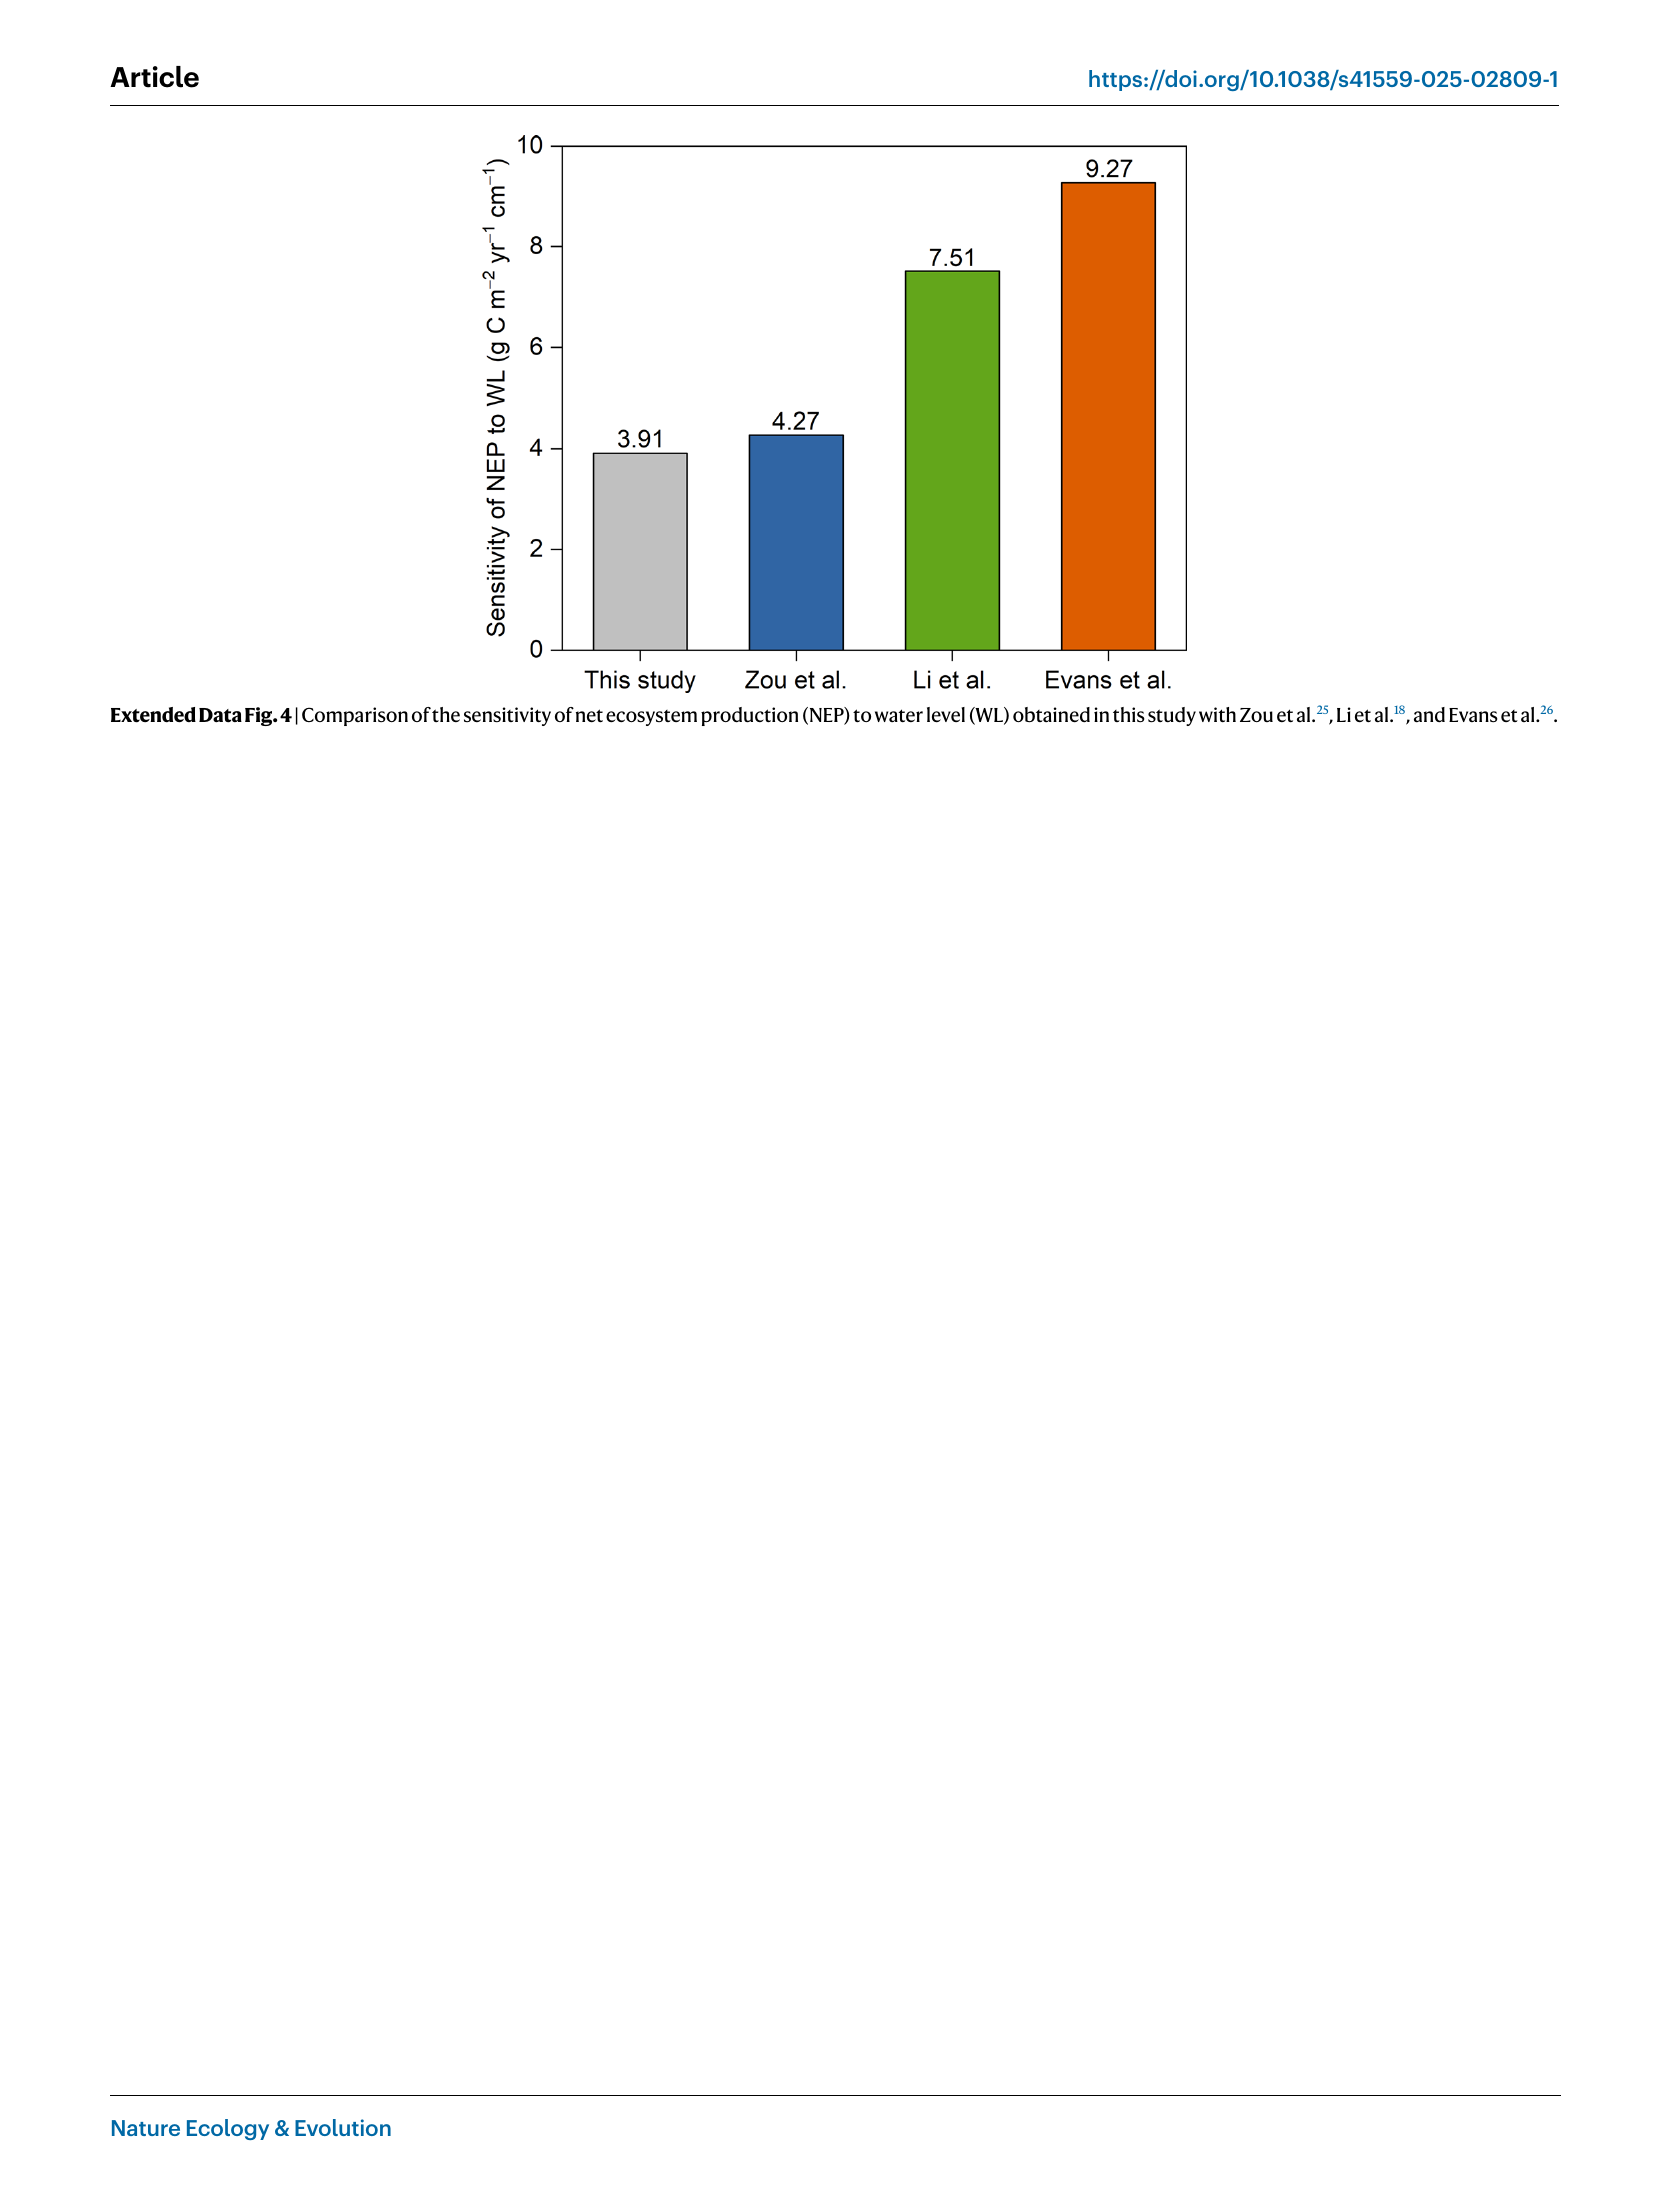 Article
https://doi.org/10.1038/s41559-025-02809-1
Sensitivity of NEP to WL (g C m⁻² yr⁻¹ cm⁻¹)
10
8
6
4
2
0
3.91
4.27
7.51
9.27
This study
Zou et al.
Li et al.
Evans et al.
Extended Data Fig. 4 | Comparison of the sensitivity of net ecosystem production (NEP) to water level (WL) obtained in this study with Zou et al.²⁵, Li et al.¹⁸, and Evans et al.²⁶.
Nature Ecology & Evolution